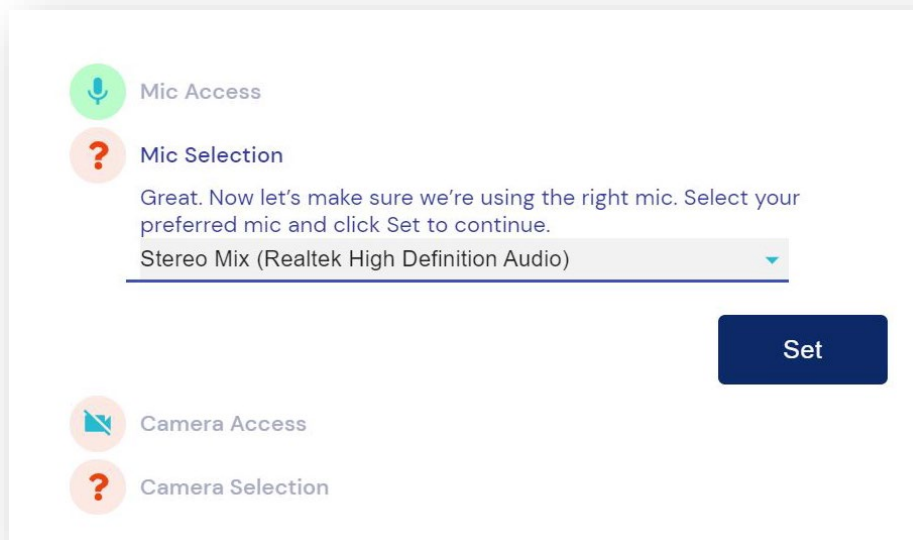 Mic Access
Mic Selection
Great. Now let's make sure we're using the right mic. Select your
preferred mic and click Set to continue.
Stereo Mix (Realtek High Definition Audio)
Set
Camera Access
Camera Selection